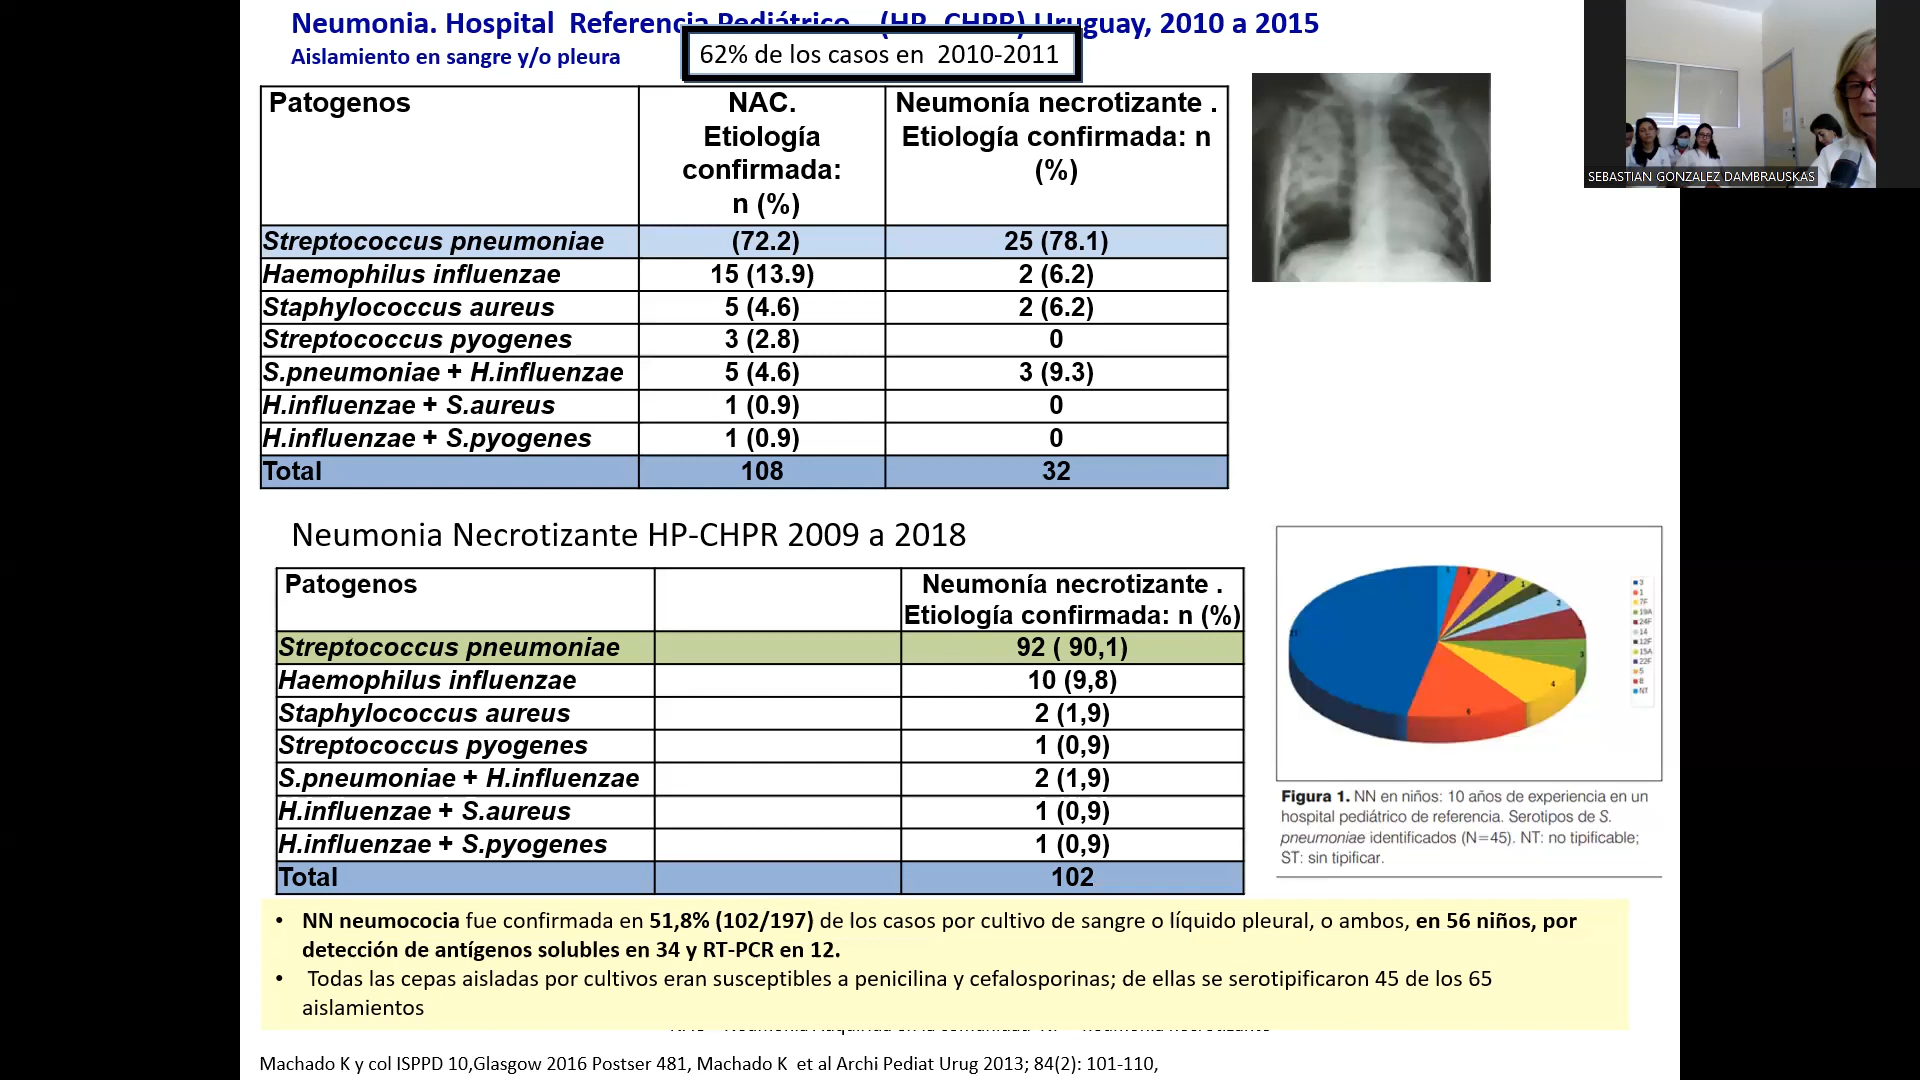 Neumonia. Hospital Referencia Pediátrico (HP-CHPR) Uruguay, 2010 a 2015
Aislamiento en sangre y/o pleura
62% de los casos en 2010-2011
Patogenos NAC. Etiología confirmada: n (%) Neumonía necrotizante . Etiología confirmada: n (%)
Streptococcus pneumoniae (72.2) 25 (78.1)
Haemophilus influenzae 15 (13.9) 2 (6.2)
Staphylococcus aureus 5 (4.6) 2 (6.2)
Streptococcus pyogenes 3 (2.8) 0
S.pneumoniae + H.influenzae 5 (4.6) 3 (9.3)
H.influenzae + S.aureus 1 (0.9) 0
H.influenzae + S.pyogenes 1 (0.9) 0
Total 108 32
SEBASTIAN GONZALEZ DAMBRAUSKAS
Neumonia Necrotizante HP-CHPR 2009 a 2018
Patogenos Neumonía necrotizante . Etiología confirmada: n (%)
Streptococcus pneumoniae 92 ( 90,1)
Haemophilus influenzae 10 (9,8)
Staphylococcus aureus 2 (1,9)
Streptococcus pyogenes 1 (0,9)
S.pneumoniae + H.influenzae 2 (1,9)
H.influenzae + S.aureus 1 (0,9)
H.influenzae + S.pyogenes 1 (0,9)
Total 102
3
1
7F
19A
24F
14
12F
15A
22F
5
8
NT
Figura 1. NN en niños: 10 años de experiencia en un
hospital pediátrico de referencia. Serotipos de S.
pneumoniae identificados (N=45). NT: no tipificable;
ST: sin tipificar.
• NN neumococia fue confirmada en 51,8% (102/197) de los casos por cultivo de sangre o líquido pleural, o ambos, en 56 niños, por
detección de antígenos solubles en 34 y RT-PCR en 12.
• Todas las cepas aisladas por cultivos eran susceptibles a penicilina y cefalosporinas; de ellas se serotipificaron 45 de los 65
aislamientos
Machado K y col ISPPD 10,Glasgow 2016 Postser 481, Machado K et al Archi Pediat Urug 2013; 84(2): 101-110,